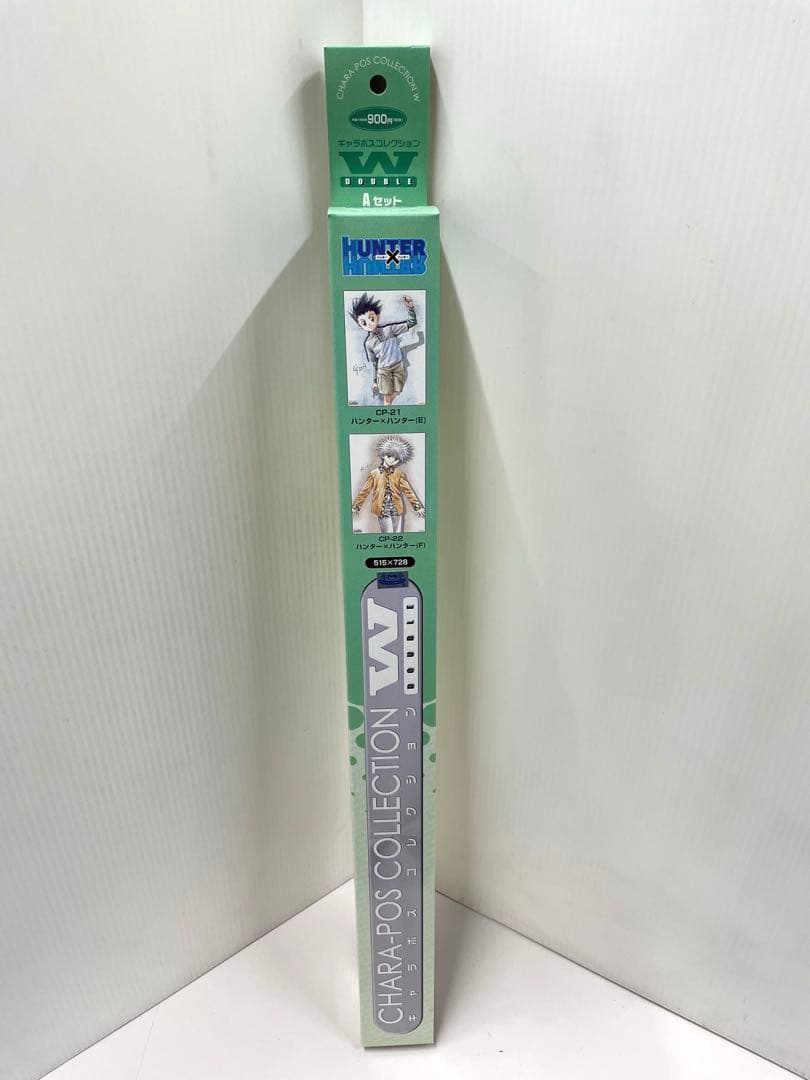 CHARA-POS COLLECTION W
900円
キャラポスコレクション
W
DOUBLE
Aセット
HUNTER
×
HUNTER
Gon
CP-21
ハンター×ハンター(E)
CP-22
ハンター×ハンター(F)
515×728
W
DOUBLE
CHARA-POS COLLECTION
キャラポスコレクション